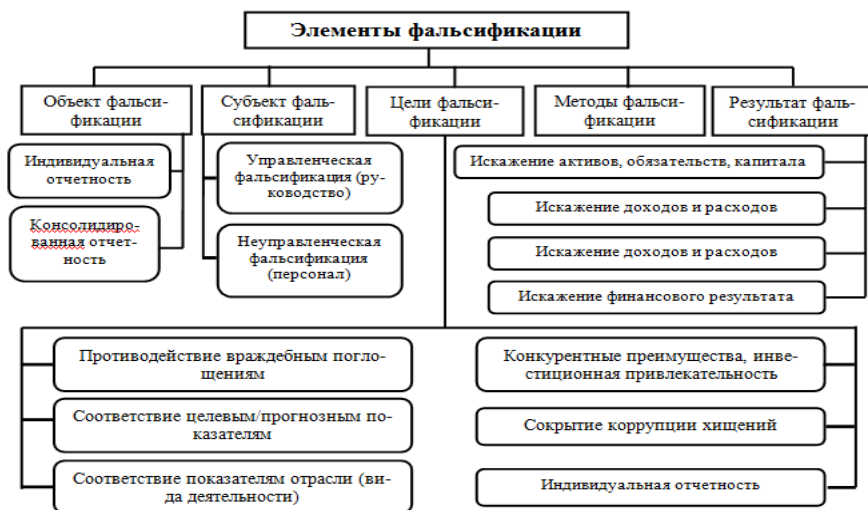 Элементы фальсификации
Объект фальси-
фикации
Субъект фаль-
сификации
Цели фальси-
фикации
Методы фальси-
фикации
Результат фаль-
сификации
Индивидуальная
отчетность
Консолидиро-
ванная отчет-
ность
Управленческая
фальсификация (ру-
ководство)
Неуправленческая
фальсификация
(персонал)
Искажение активов, обязательств, капитала
Искажение доходов и расходов
Искажение доходов и расходов
Искажение финансового результата
Противодействие враждебным погло-
щениям
Соответствие целевым/прогнозным по-
казателям
Соответствие показателям отрасли (ви-
да деятельности)
Конкурентные преимущества, инве-
стиционная привлекательность
Сокрытие коррупции хищений
Индивидуальная отчетность